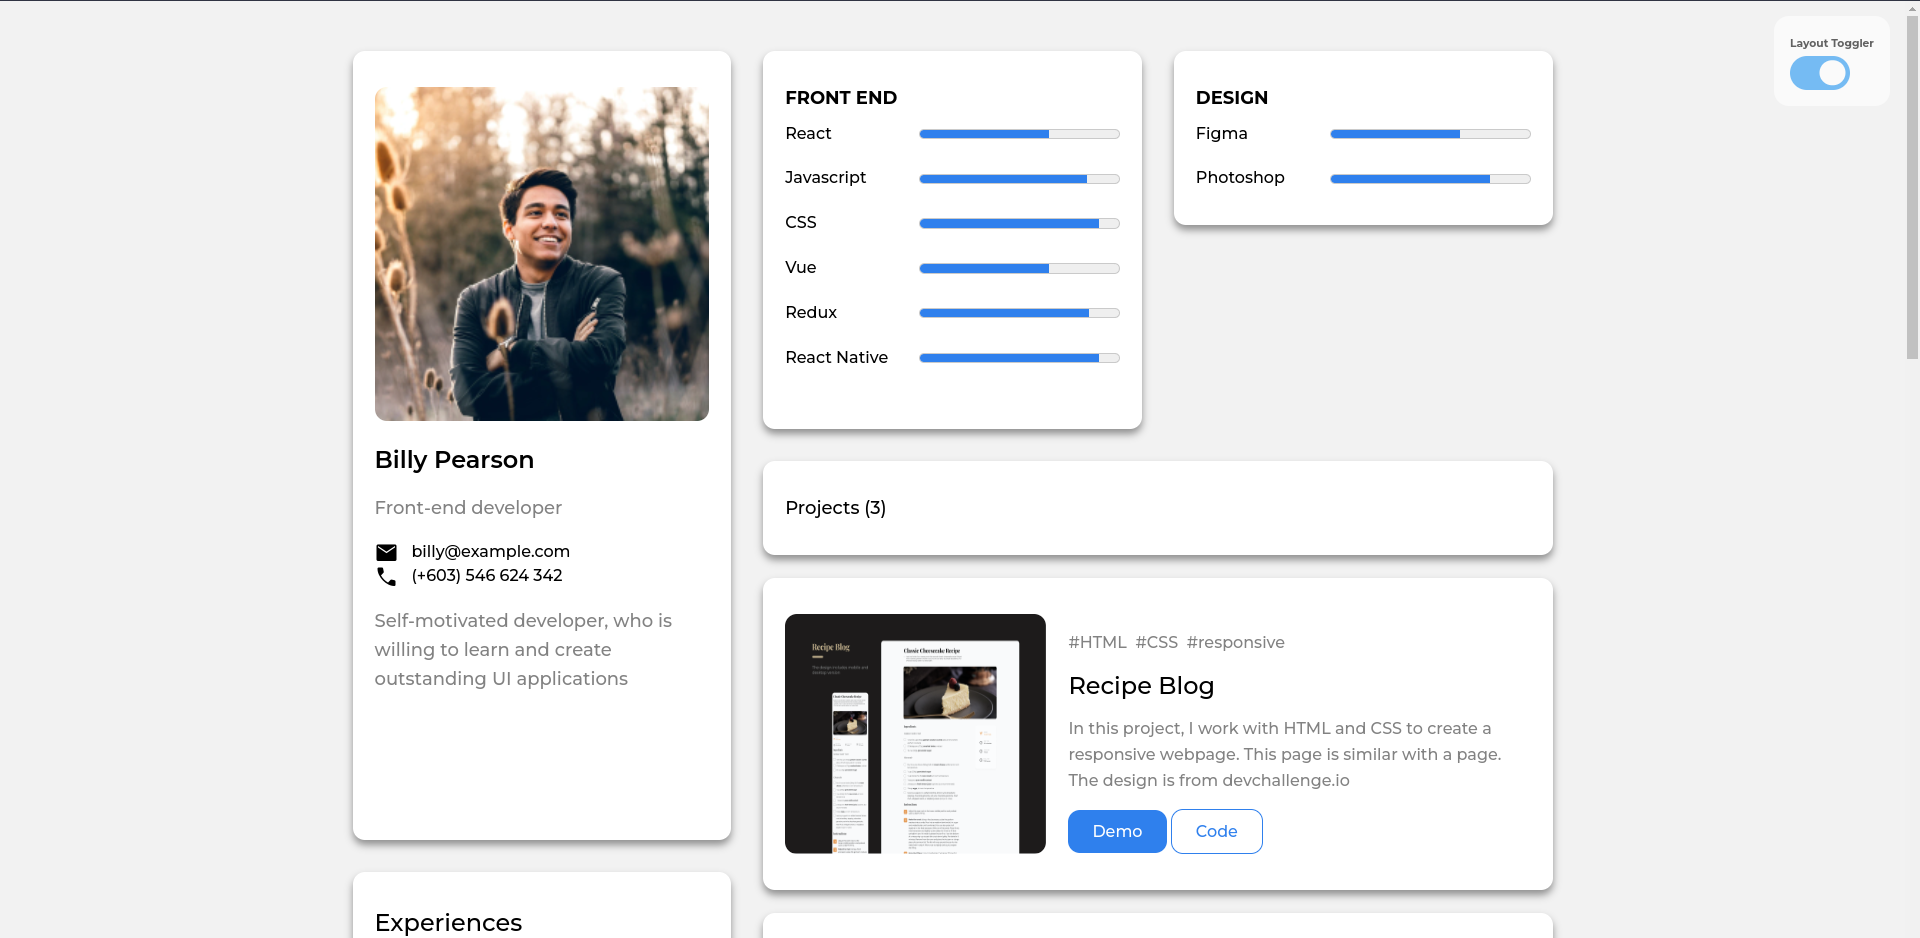 Layout Toggler
Billy Pearson
Front-end developer
billy@example.com
(+603) 546 624 342
Self-motivated developer, who is
willing to learn and create
outstanding UI applications
Experiences
FRONT END
React
Javascript
CSS
Vue
Redux
React Native
DESIGN
Figma
Photoshop
Projects (3)
Recipe Blog
Classic Cheesecake Recipe
#HTML #CSS #responsive
Recipe Blog
In this project, I work with HTML and CSS to create a
responsive webpage. This page is similar with a page.
The design is from devchallenge.io
Demo
Code